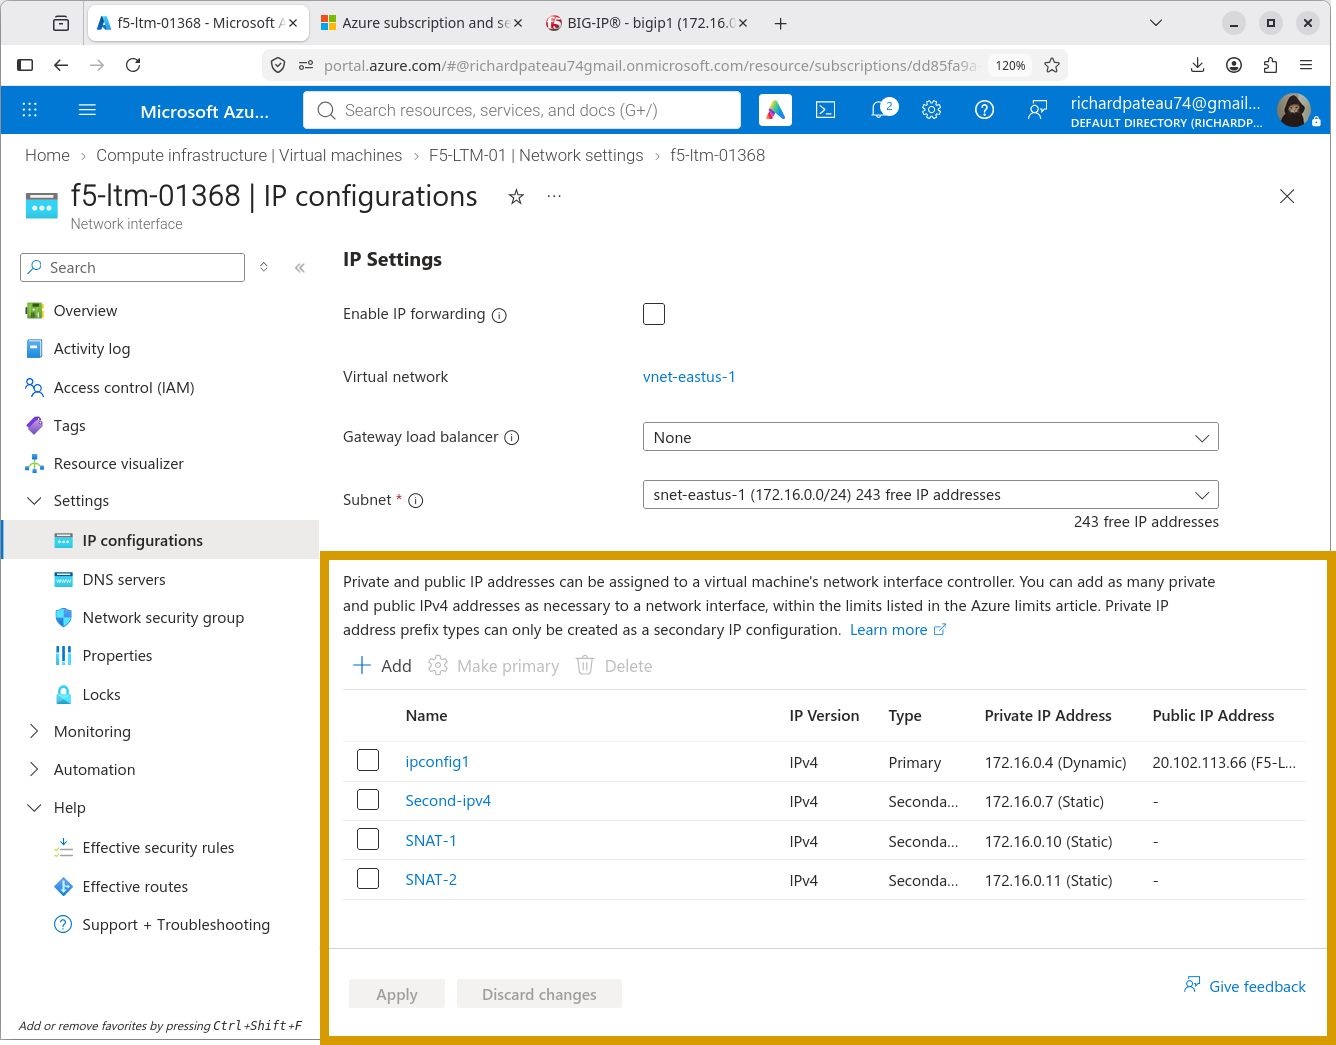 f5-ltm-01368 - Microsoft A
Azure subscription and se
BIG-IP® - bigip1 (172.16.0
portal.azure.com/#@richardpateau74gmail.onmicrosoft.com/resource/subscriptions/dd85fa9a
120%
Microsoft Azu...
Search resources, services, and docs (G+/)
2
richardpateau74@gmail...
DEFAULT DIRECTORY (RICHARDP...
Home › Compute infrastructure | Virtual machines › F5-LTM-01 | Network settings › f5-ltm-01368
f5-ltm-01368 | IP configurations
Network interface
Search
Overview
Activity log
Access control (IAM)
Tags
Resource visualizer
Settings
IP configurations
DNS servers
Network security group
Properties
Locks
Monitoring
Automation
Help
Effective security rules
Effective routes
Support + Troubleshooting
Add or remove favorites by pressing Ctrl+Shift+F
IP Settings
Enable IP forwarding
Virtual network
vnet-eastus-1
Gateway load balancer
None
Subnet *
snet-eastus-1 (172.16.0.0/24) 243 free IP addresses
243 free IP addresses
Private and public IP addresses can be assigned to a virtual machine's network interface controller. You can add as many private
and public IPv4 addresses as necessary to a network interface, within the limits listed in the Azure limits article. Private IP
address prefix types can only be created as a secondary IP configuration. Learn more
Add Make primary Delete
Name IP Version Type Private IP Address Public IP Address
ipconfig1 IPv4 Primary 172.16.0.4 (Dynamic) 20.102.113.66 (F5-L...
Second-ipv4 IPv4 Seconda... 172.16.0.7 (Static) -
SNAT-1 IPv4 Seconda... 172.16.0.10 (Static) -
SNAT-2 IPv4 Seconda... 172.16.0.11 (Static) -
Apply Discard changes
Give feedback